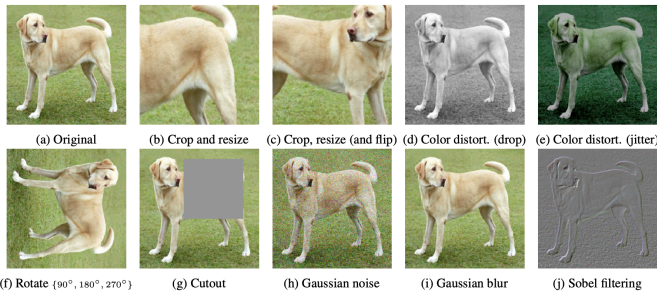 (a) Original (b) Crop and resize (c) Crop, resize (and flip) (d) Color distort. (drop) (e) Color distort. (jitter)
(f) Rotate {90°, 180°, 270°} (g) Cutout (h) Gaussian noise (i) Gaussian blur (j) Sobel filtering